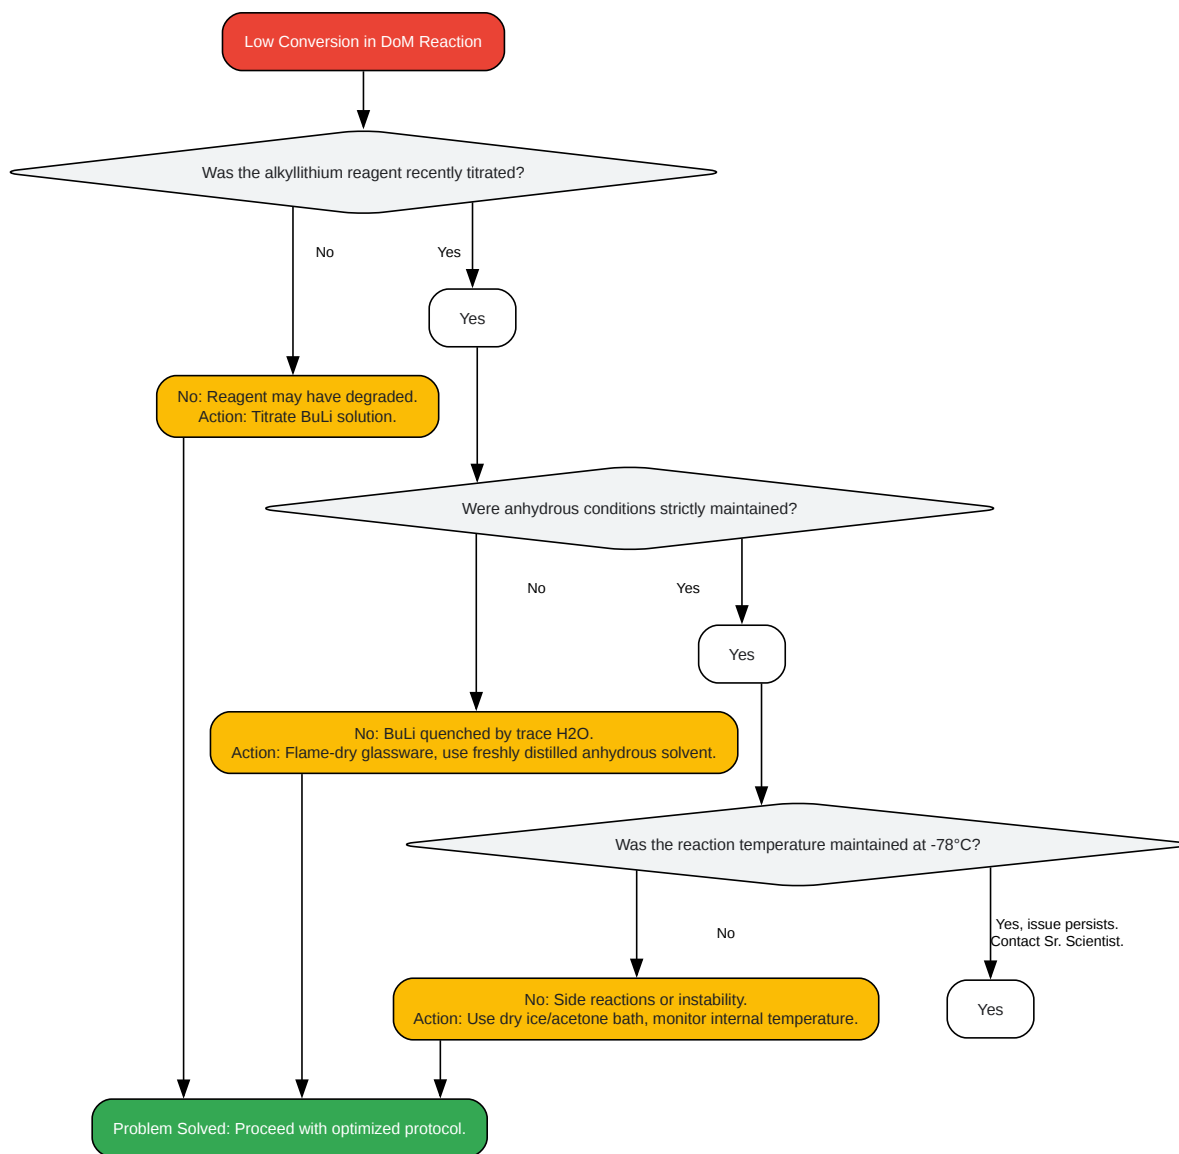 Low Conversion in DoM Reaction
Was the alkyllithium reagent recently titrated?
No
Yes
Yes
No: Reagent may have degraded.
Action: Titrate BuLi solution.
Were anhydrous conditions strictly maintained?
No
Yes
Yes
No: BuLi quenched by trace H2O.
Action: Flame-dry glassware, use freshly distilled anhydrous solvent.
Was the reaction temperature maintained at -78°C?
No
Yes, issue persists.
Contact Sr. Scientist.
No: Side reactions or instability.
Action: Use dry ice/acetone bath, monitor internal temperature.
Yes
Problem Solved: Proceed with optimized protocol.